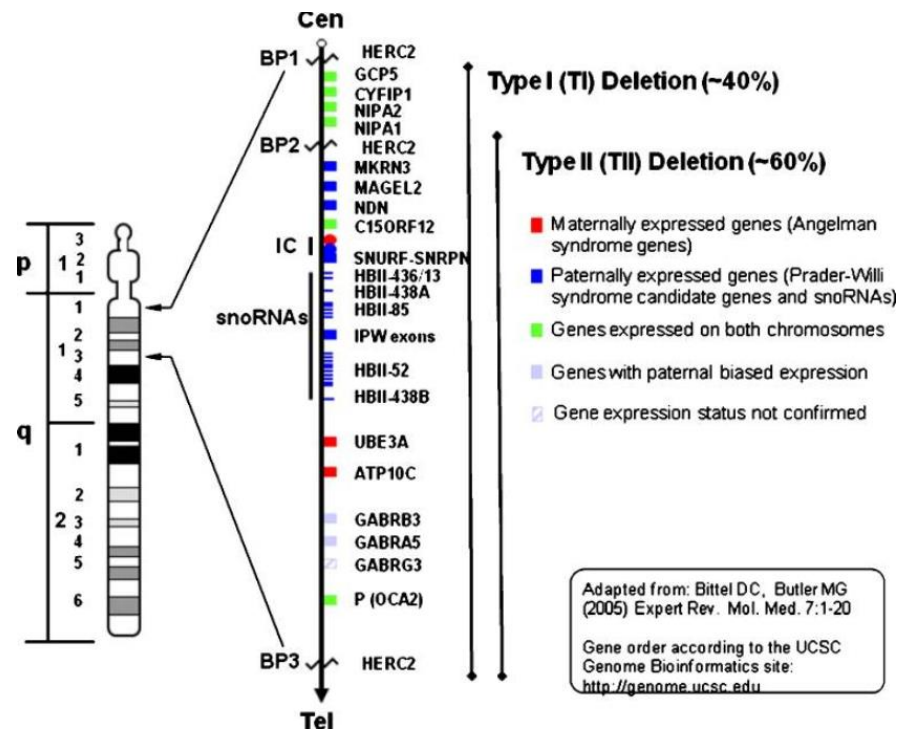 Cen
BP1
HERC2
GCP5
CYFIP1
NIPA2
NIPA1
BP2
HERC2
MKRN3
MAGEL2
NDN
C15ORF12
IC
SNURF-SNRPN
HBII-436/13
HBII-438A
HBII-85
snoRNAs
IPW exons
HBII-52
HBII-438B
UBE3A
ATP10C
GABRB3
GABRA5
GABRG3
P (OCA2)
BP3
HERC2
Tel
p
3
1 2
1
q
1
2
1 3
4
5
1
2
2 3
4
5
6
Type I (TI) Deletion (~40%)
Type II (TII) Deletion (~60%)
Maternally expressed genes (Angelman
syndrome genes)
Paternally expressed genes (Prader-Willi
syndrome candidate genes and snoRNAs)
Genes expressed on both chromosomes
Genes with paternal biased expression
Gene expression status not confirmed
Adapted from: Bittel DC, Butler MG
(2005) Expert Rev. Mol. Med. 7:1-20
Gene order according to the UCSC
Genome Bioinformatics site:
http://genome.ucsc.edu